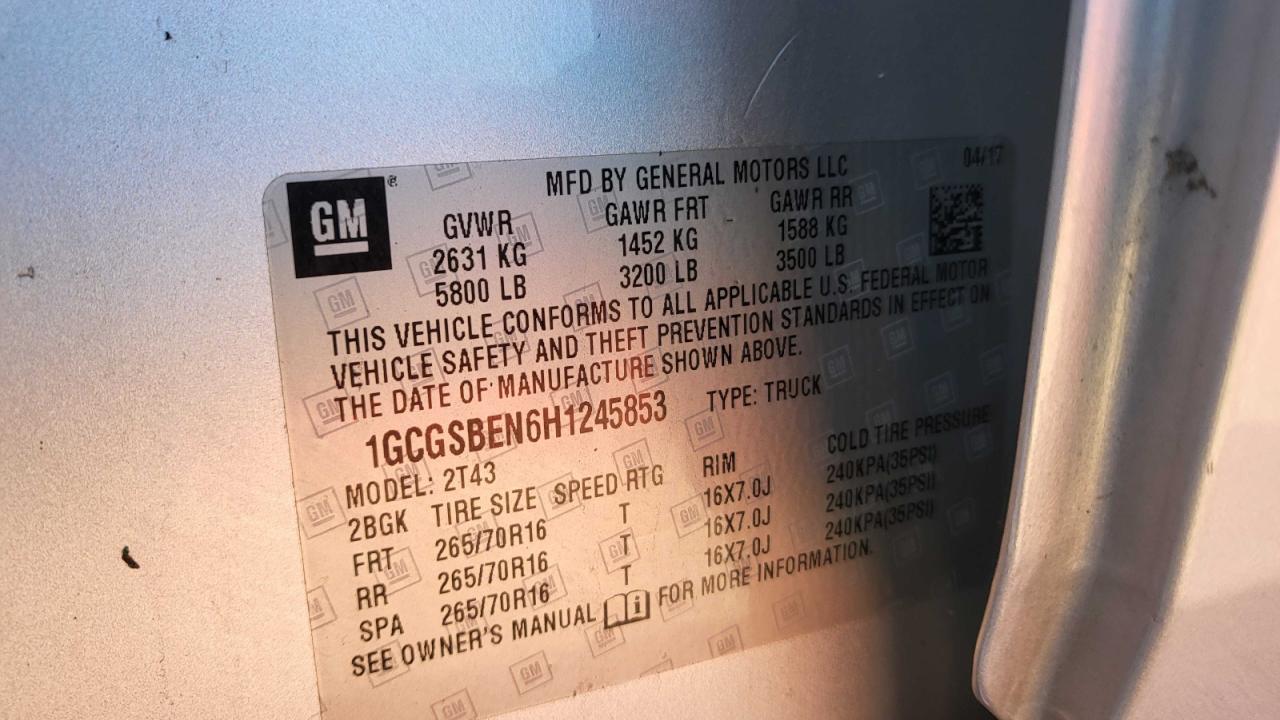 GM® MFD BY GENERAL MOTORS LLC 04/17
GVWR GAWR FRT GAWR RR
2631 KG 1452 KG 1588 KG
5800 LB 3200 LB 3500 LB
THIS VEHICLE CONFORMS TO ALL APPLICABLE U.S. FEDERAL MOTOR
VEHICLE SAFETY AND THEFT PREVENTION STANDARDS IN EFFECT ON
THE DATE OF MANUFACTURE SHOWN ABOVE.
1GCGSBEN6H1245853 TYPE: TRUCK
MODEL: 2T43
2BGK TIRE SIZE SPEED RTG RIM COLD TIRE PRESSURE
FRT 265/70R16 T 16X7.0J 240KPA(35PSI)
RR 265/70R16 T 16X7.0J 240KPA(35PSI)
SPA 265/70R16 T 16X7.0J 240KPA(35PSI)
SEE OWNER'S MANUAL FOR MORE INFORMATION.